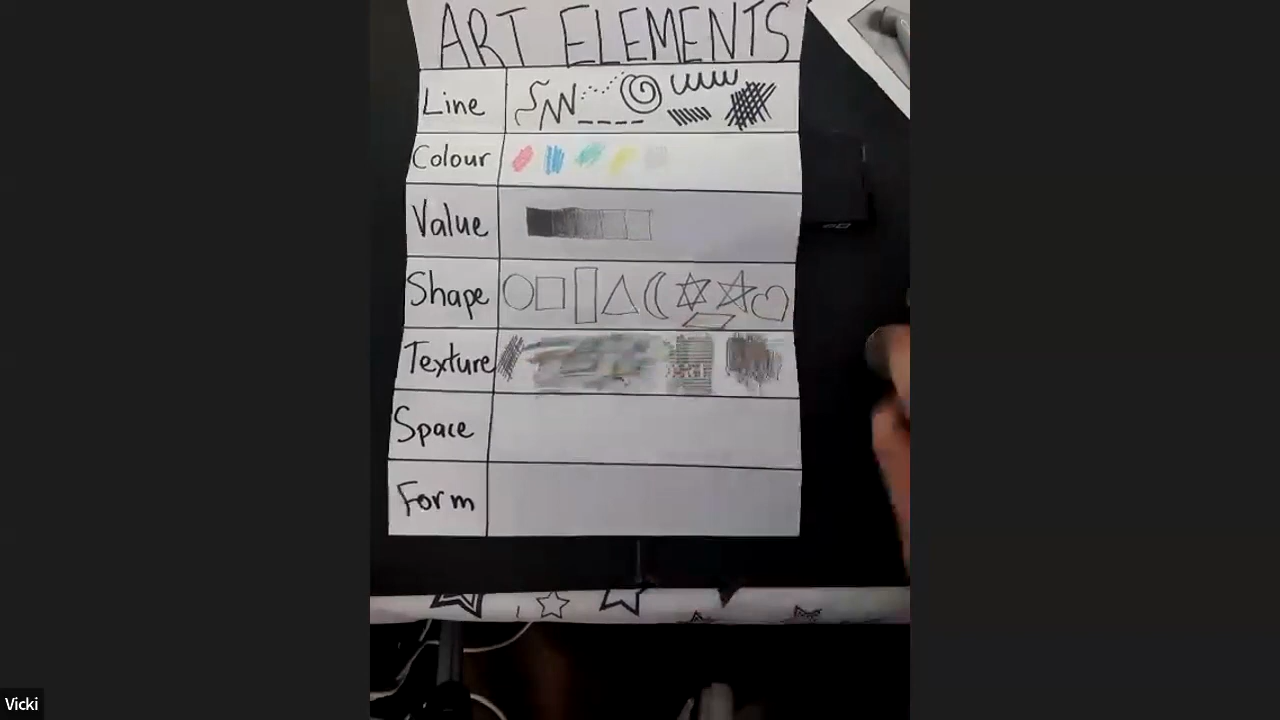 ART ELEMENTS
Line
Colour
Value
Shape
Texture
Space
Form
Vicki